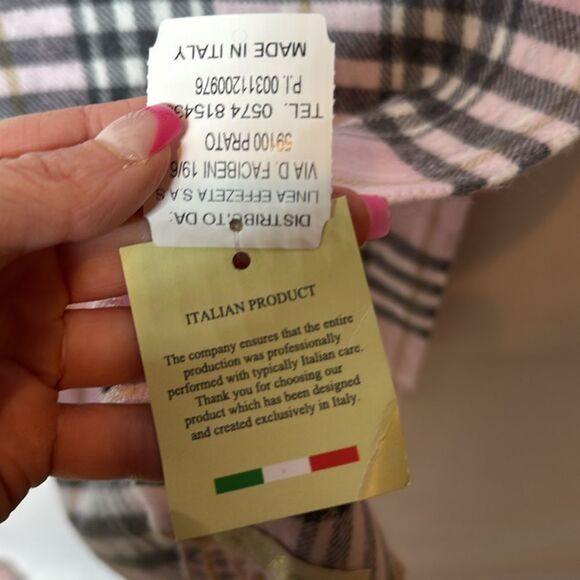 DISTRIB.TO DA:
LINEA EFFEZETA S.A.S
VIA D. FACIBENI 19/6
59100 PRATO
TEL. 0574 81543
P.I. 00311200976
MADE IN ITALY
ITALIAN PRODUCT
The company ensures that the entire
production was professionally
performed with typically Italian care.
Thank you for choosing our
product which has been designed
and created exclusively in Italy.